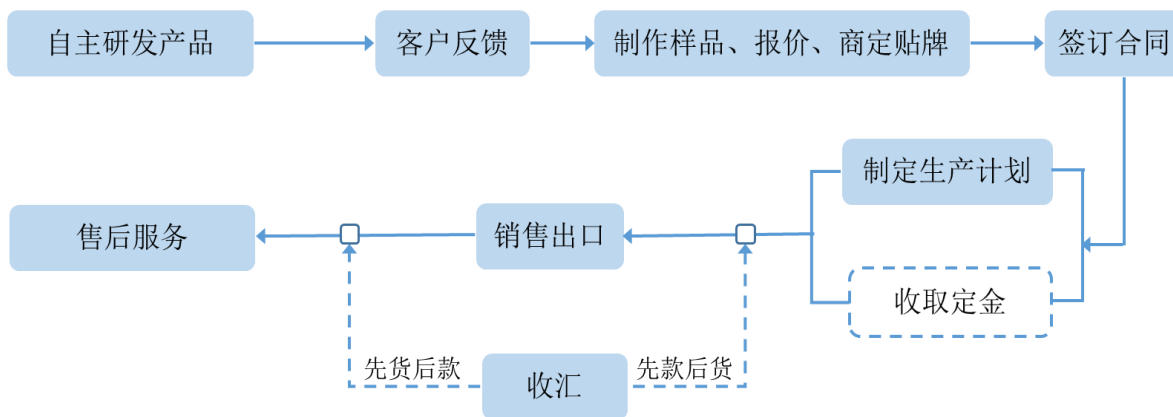 自主研发产品
客户反馈
制作样品、报价、商定贴牌
签订合同
制定生产计划
售后服务
销售出口
收取定金
先货后款
收汇
先款后货